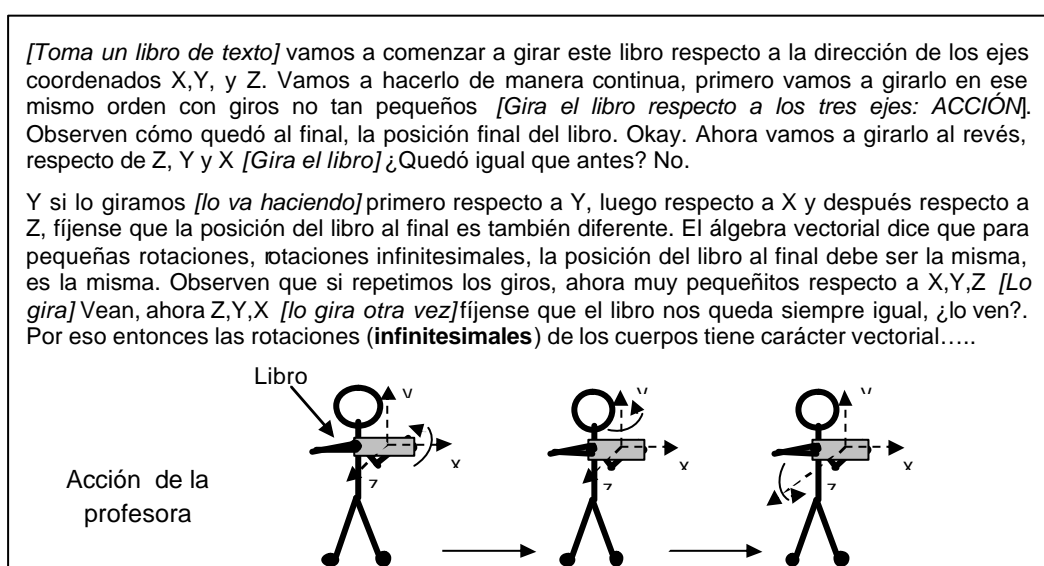 [Toma un libro de texto] vamos a comenzar a girar este libro respecto a la dirección de los ejes
coordenados X,Y, y Z. Vamos a hacerlo de manera continua, primero vamos a girarlo en ese
mismo orden con giros no tan pequeños [Gira el libro respecto a los tres ejes: ACCIÓN].
Observen cómo quedó al final, la posición final del libro. Okay. Ahora vamos a girarlo al revés,
respecto de Z, Y y X [Gira el libro] ¿Quedó igual que antes? No.
Y si lo giramos [lo va haciendo] primero respecto a Y, luego respecto a X y después respecto a
Z, fíjense que la posición del libro al final es también diferente. El álgebra vectorial dice que para
pequeñas rotaciones, rotaciones infinitesimales, la posición del libro al final debe ser la misma,
es la misma. Observen que si repetimos los giros, ahora muy pequeñitos respecto a X,Y,Z [Lo
gira] Vean, ahora Z,Y,X [lo gira otra vez] fíjense que el libro nos queda siempre igual, ¿lo ven?.
Por eso entonces las rotaciones (infinitesimales) de los cuerpos tiene carácter vectorial.....
Libro
Y Y Y
X X X
Z Z Z
Acción de la
profesora